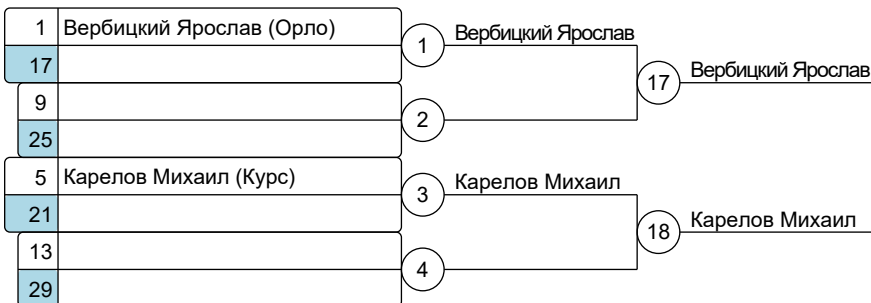 1 Вербицкий Ярослав (Орло)
17
1 Вербицкий Ярослав
17 Вербицкий Ярослав
9
25
2
5 Карелов Михаил (Курс)
21
3 Карелов Михаил
18 Карелов Михаил
13
29
4